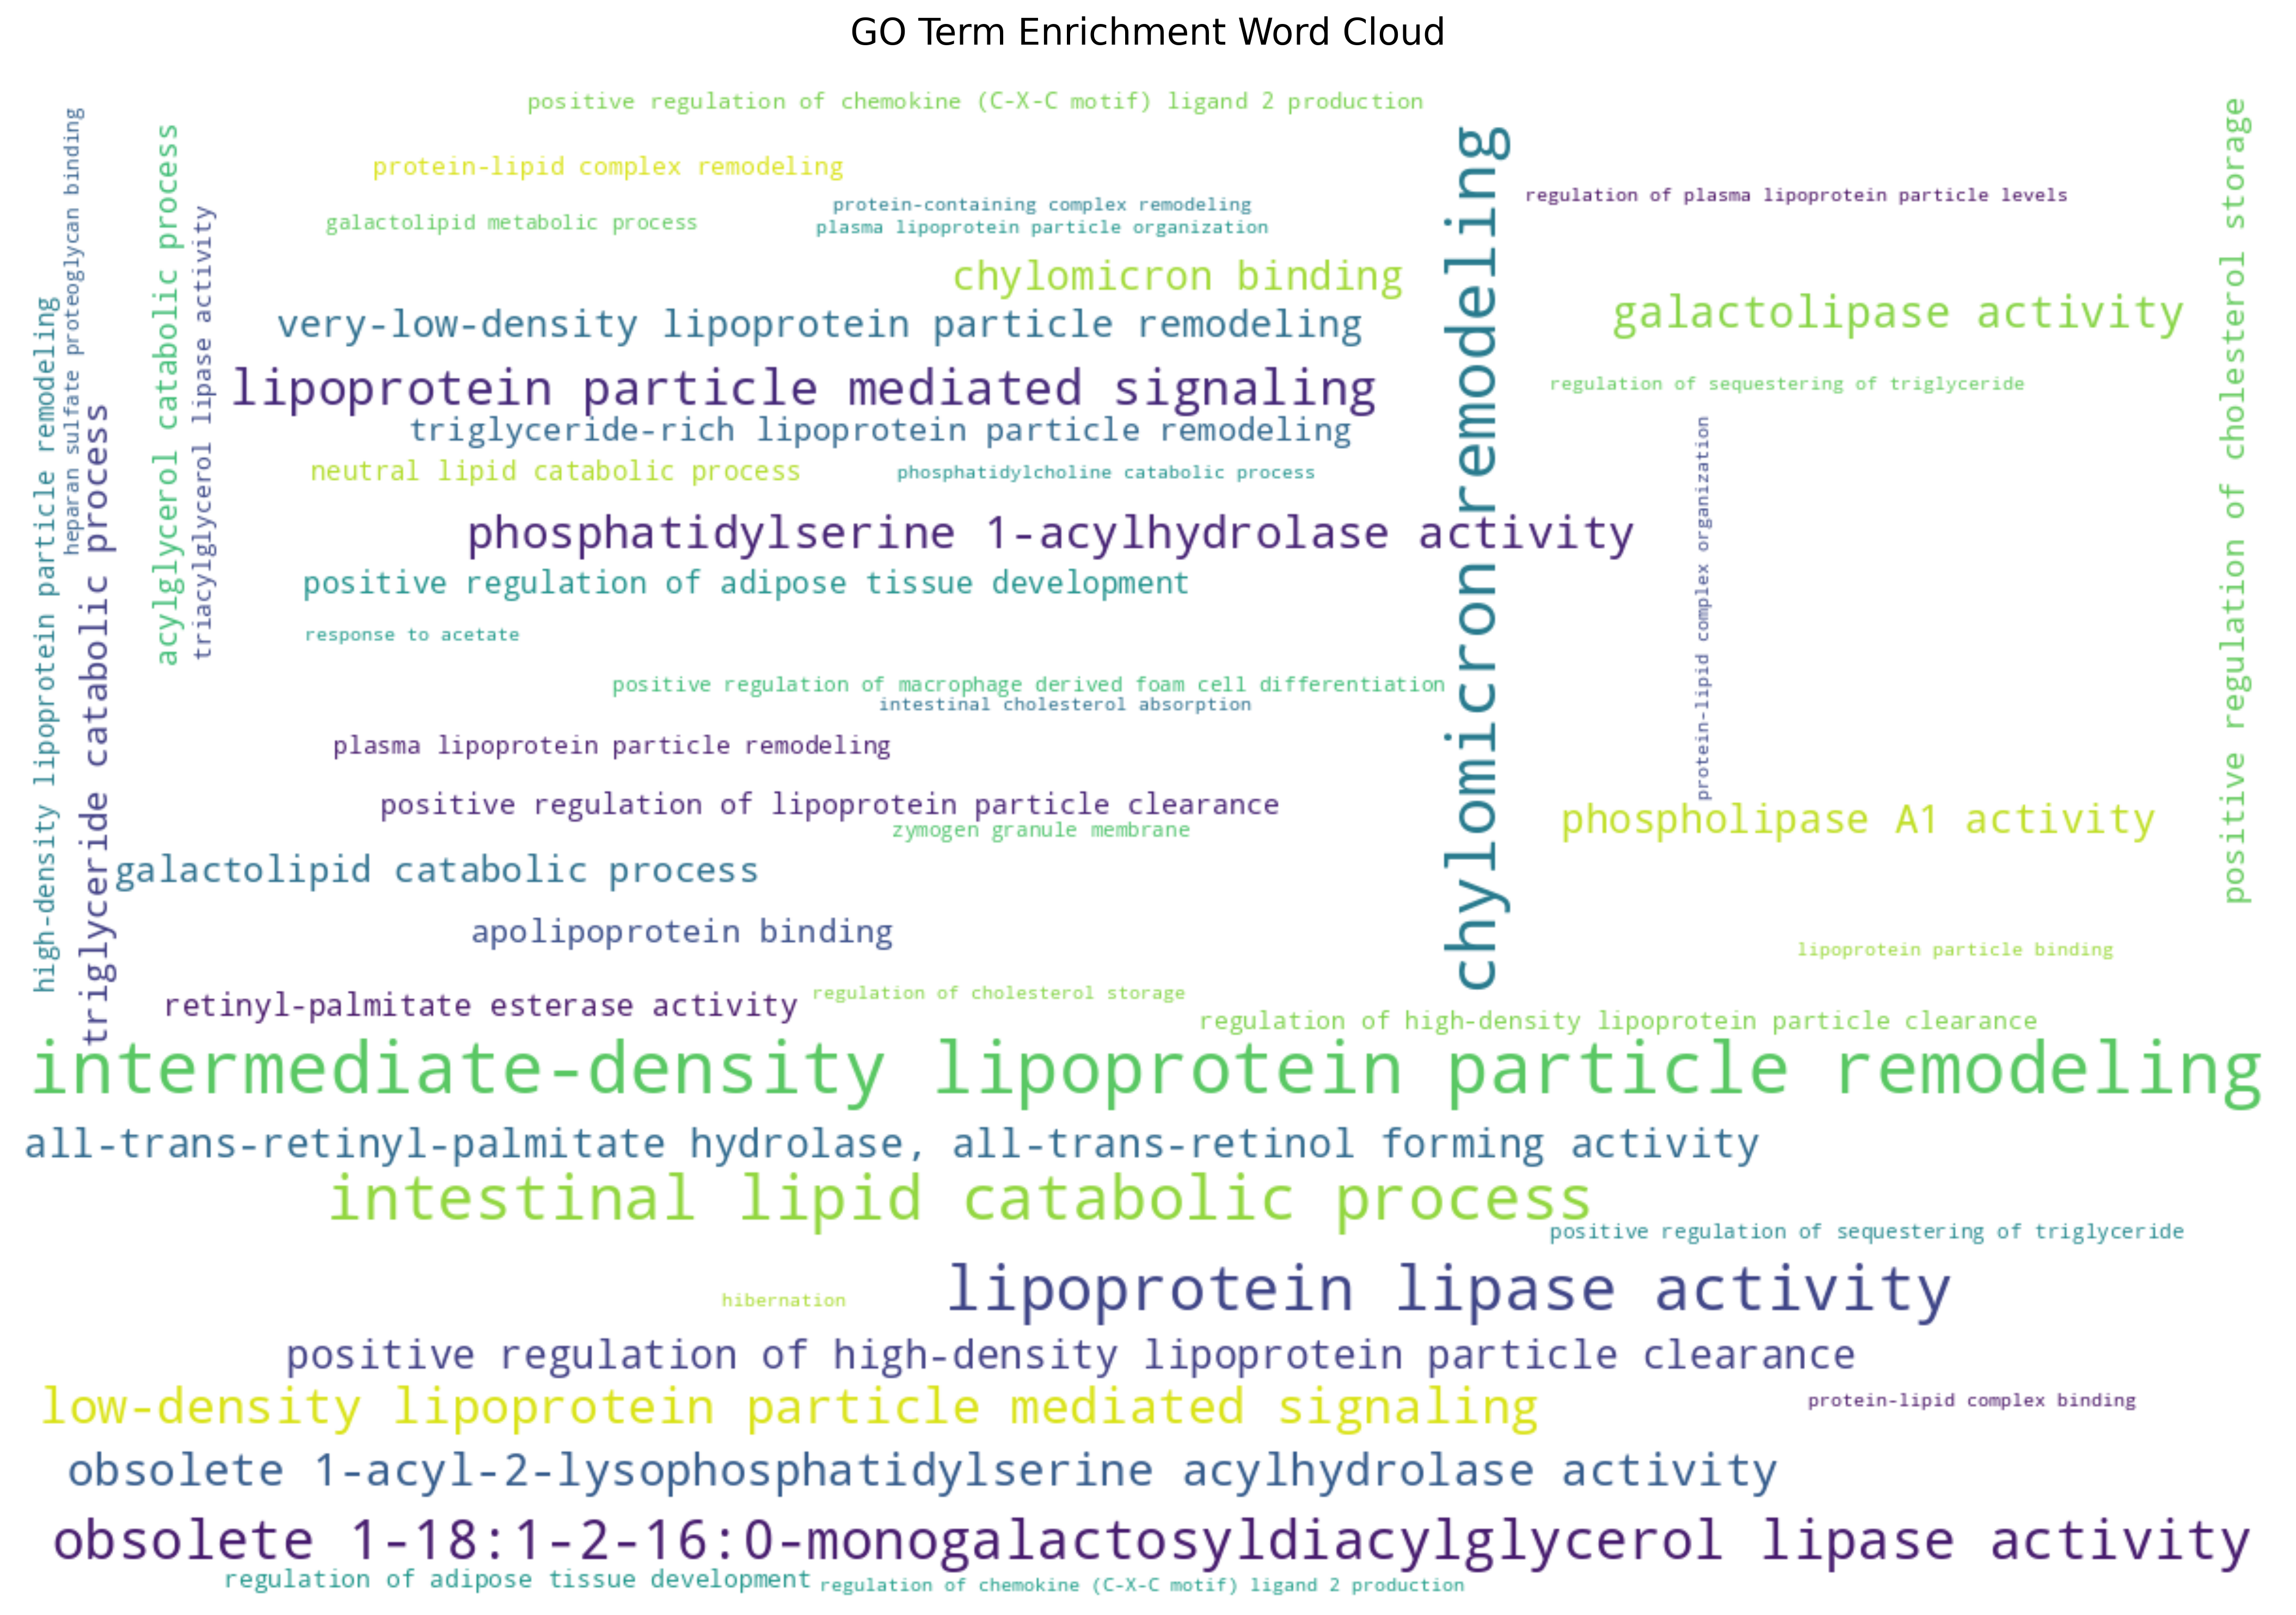 GO Term Enrichment Word Cloud
positive regulation of chemokine (C-X-C motif) ligand 2 production
protein-lipid complex remodeling
regulation of plasma lipoprotein particle levels
protein-containing complex remodeling
galactolipid metabolic process
plasma lipoprotein particle organization
chylomicron binding
galactolipase activity
very-low-density lipoprotein particle remodeling
lipoprotein particle mediated signaling
regulation of sequestering of triglyceride
triglyceride-rich lipoprotein particle remodeling
neutral lipid catabolic process
phosphatidylcholine catabolic process
phosphatidylserine 1-acylhydrolase activity
positive regulation of adipose tissue development
response to acetate
positive regulation of macrophage derived foam cell differentiation
intestinal cholesterol absorption
plasma lipoprotein particle remodeling
positive regulation of lipoprotein particle clearance
phospholipase A1 activity
zymogen granule membrane
galactolipid catabolic process
apolipoprotein binding
lipoprotein particle binding
regulation of cholesterol storage
retinyl-palmitate esterase activity
regulation of high-density lipoprotein particle clearance
high-density lipoprotein particle remodeling
heparan sulfate proteoglycan binding
triglyceride catabolic process
acylglycerol catabolic process
triacylglycerol lipase activity
chylomicron remodeling
protein-lipid complex organization
positive regulation of cholesterol storage
intermediate-density lipoprotein particle remodeling
all-trans-retinyl-palmitate hydrolase, all-trans-retinol forming activity
intestinal lipid catabolic process
positive regulation of sequestering of triglyceride
lipoprotein lipase activity
hibernation
positive regulation of high-density lipoprotein particle clearance
low-density lipoprotein particle mediated signaling
protein-lipid complex binding
obsolete 1-acyl-2-lysophosphatidylserine acylhydrolase activity
obsolete 1-18:1-2-16:0-monogalactosyldiacylglycerol lipase activity
regulation of adipose tissue development
regulation of chemokine (C-X-C motif) ligand 2 production